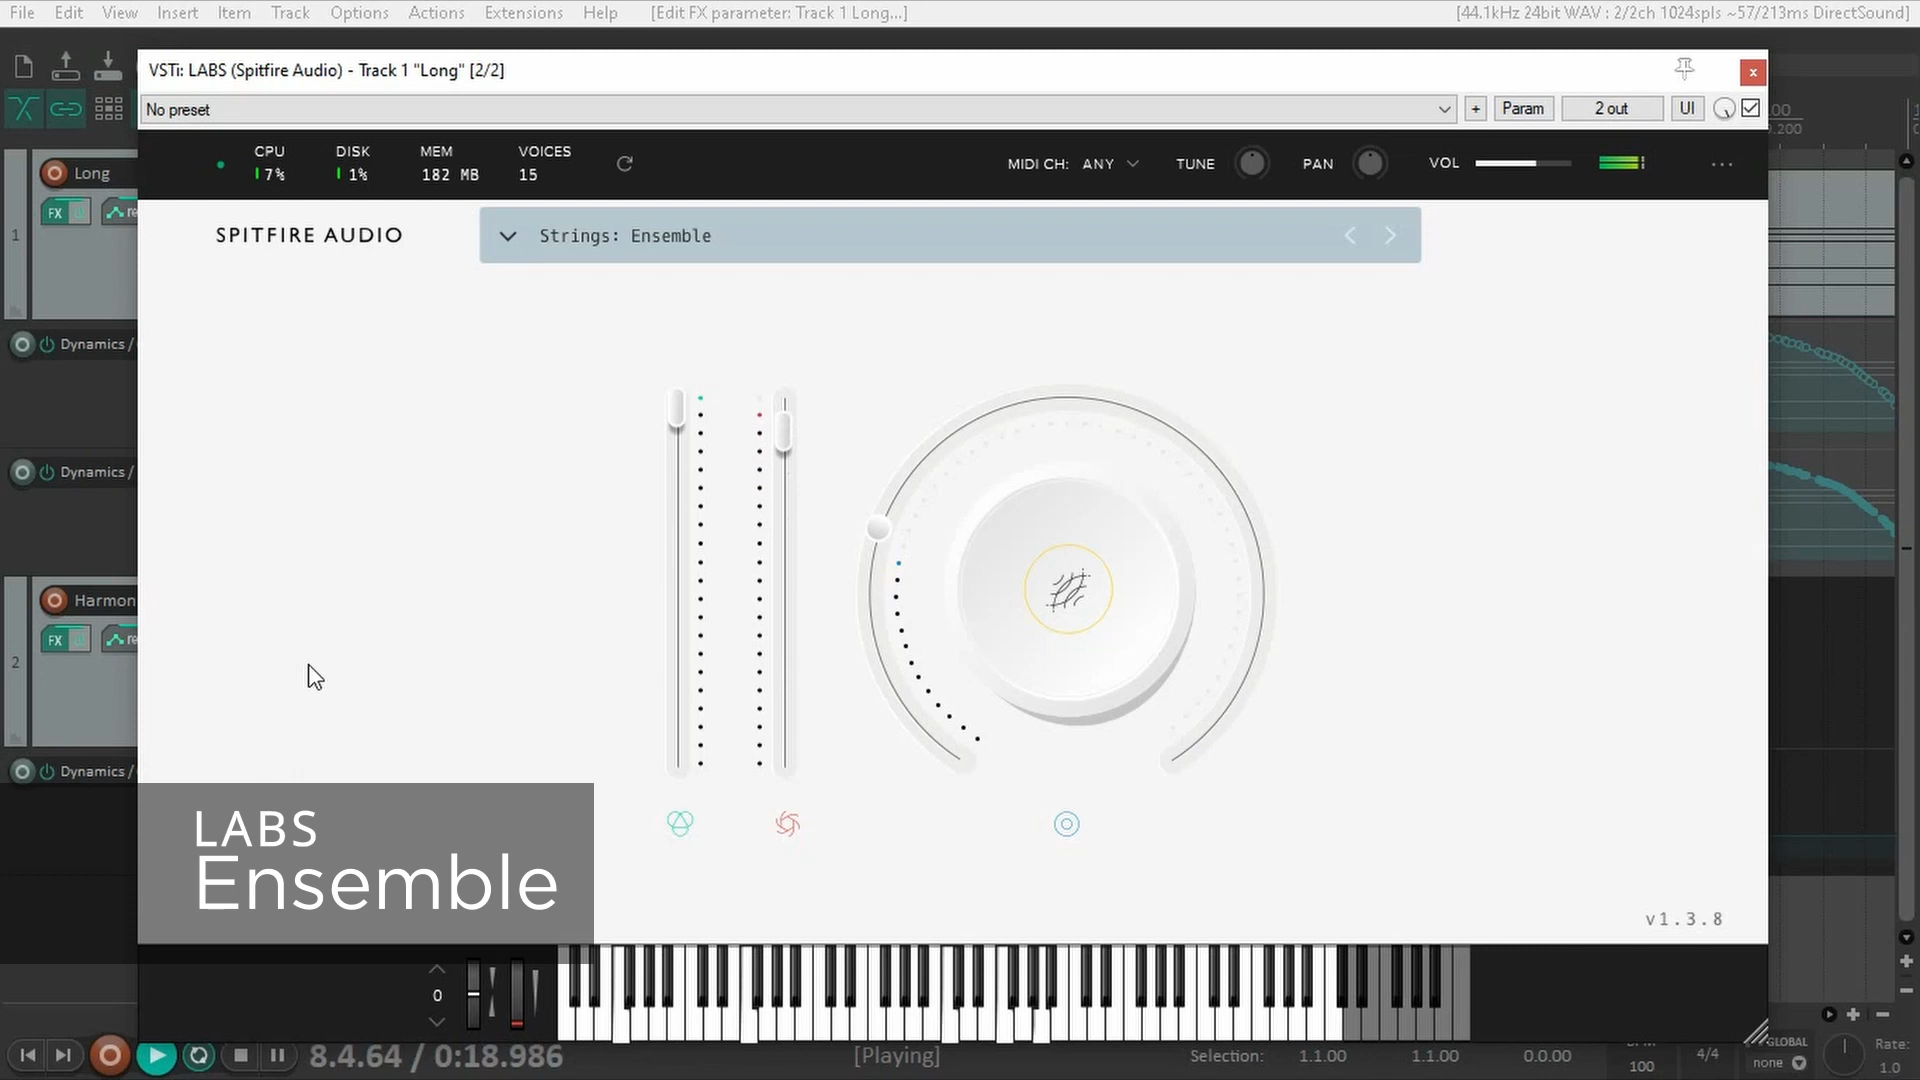 File Edit View Insert Item Track Options Actions Extensions Help [Edit FX parameter: Track 1 Long...] [44.1kHz 24bit WAV : 2/2ch 1024spls ~57/213ms DirectSound]
VSTi: LABS (Spitfire Audio) - Track 1 "Long" [2/2] x
No preset + Param 2 out UI
CPU DISK MEM VOICES
7% 1% 182 MB 15
MIDI CH: ANY TUNE PAN VOL
SPITFIRE AUDIO Strings: Ensemble
1 Long
FX
Dynamics /
Dynamics /
2 Harmon
FX
Dynamics /
LABS
Ensemble
v1.3.8
0
8.4.64 / 0:18.986 [Playing] Selection: 1.1.00 1.1.00 0.0.00 BPM 100 4/4 GLOBAL none Rate: 1.0